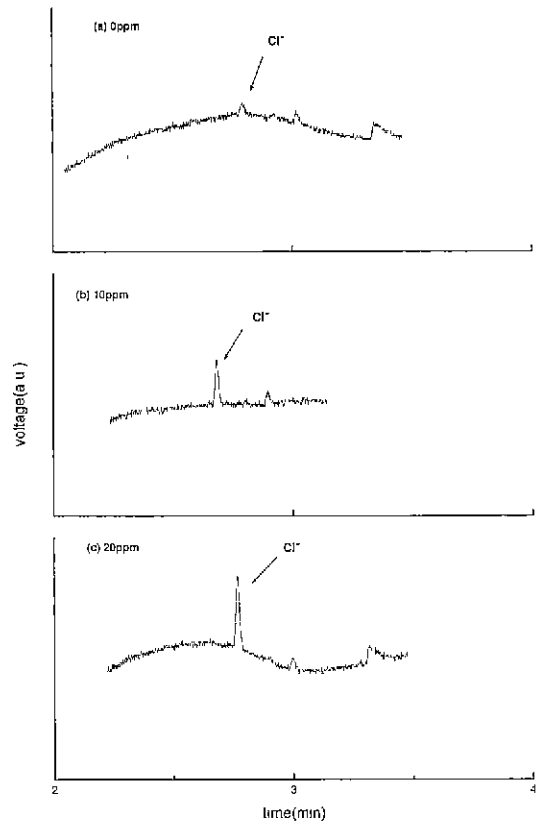 (a) 0ppm
Cl⁻
(b) 10ppm
Cl⁻
voltage(a u )
(c) 20ppm
Cl⁻
2
3
4
time(min)